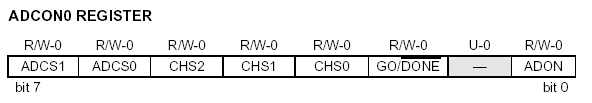 ADCON0 REGISTER
R/W-0 R/W-0 R/W-0 R/W-0 R/W-0 R/W-0 U-0 R/W-0
ADCS1 ADCS0 CHS2 CHS1 CHS0 GO/D̅O̅N̅E̅ — ADON
bit 7 bit 0